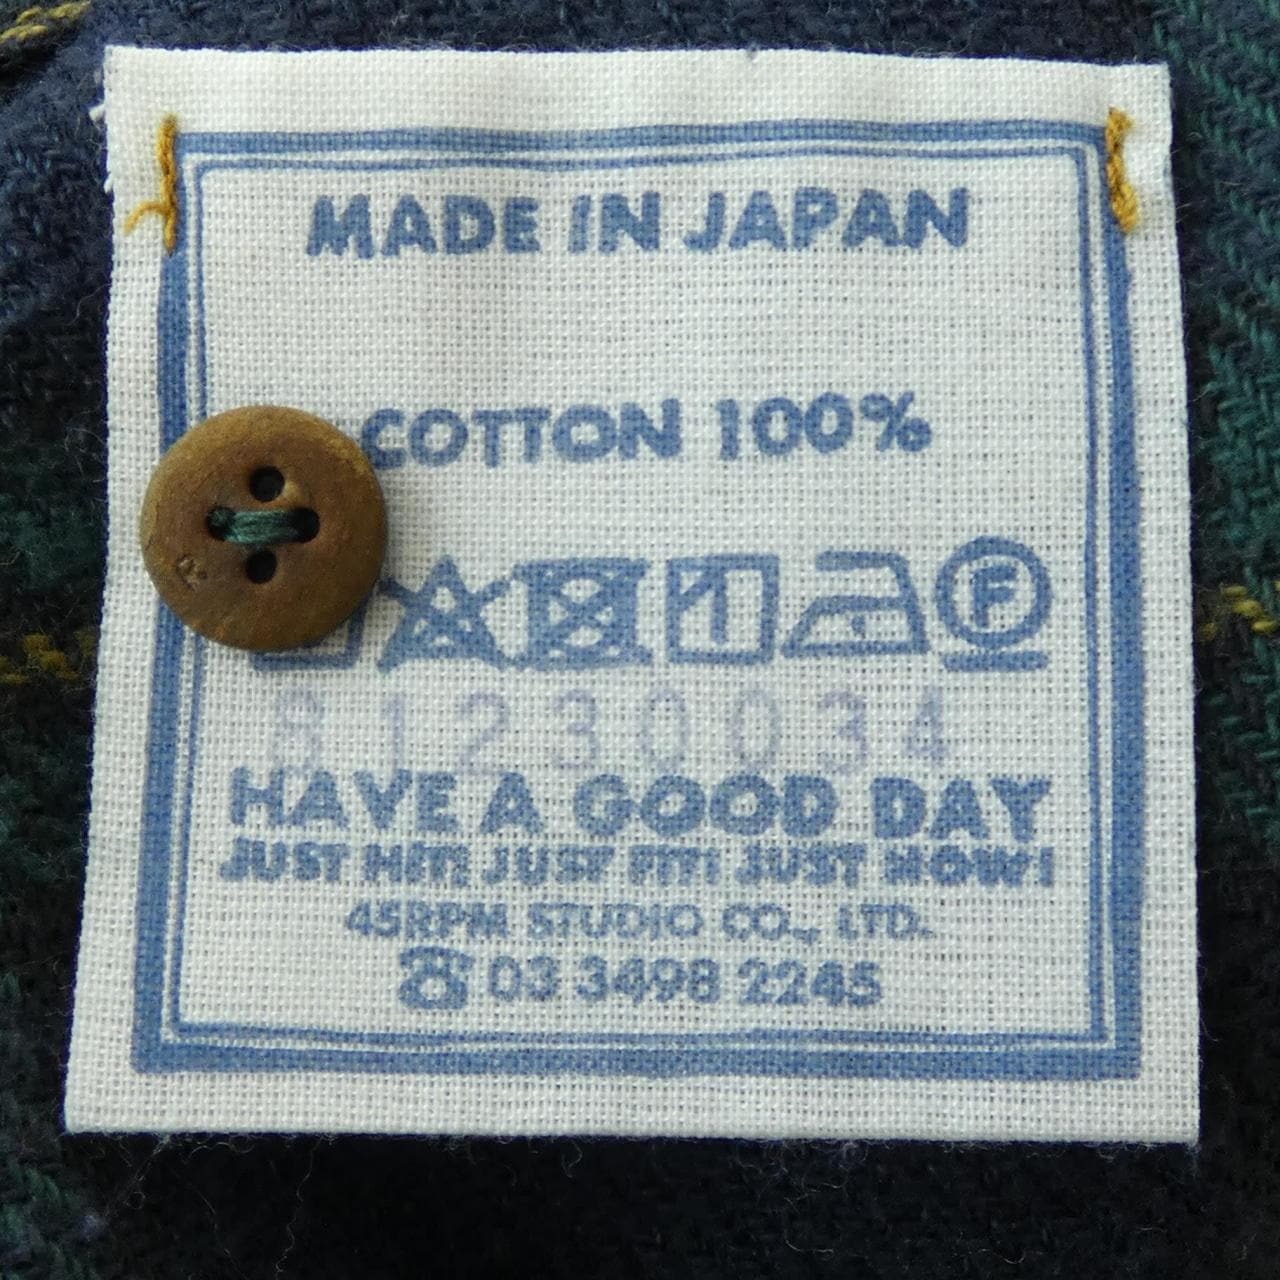 MADE IN JAPAN
COTTON 100%
F
81230034
HAVE A GOOD DAY
JUST HIT! JUST FIT! JUST NOW!
45RPM STUDIO CO., LTD.
☎03 3498 2245
R